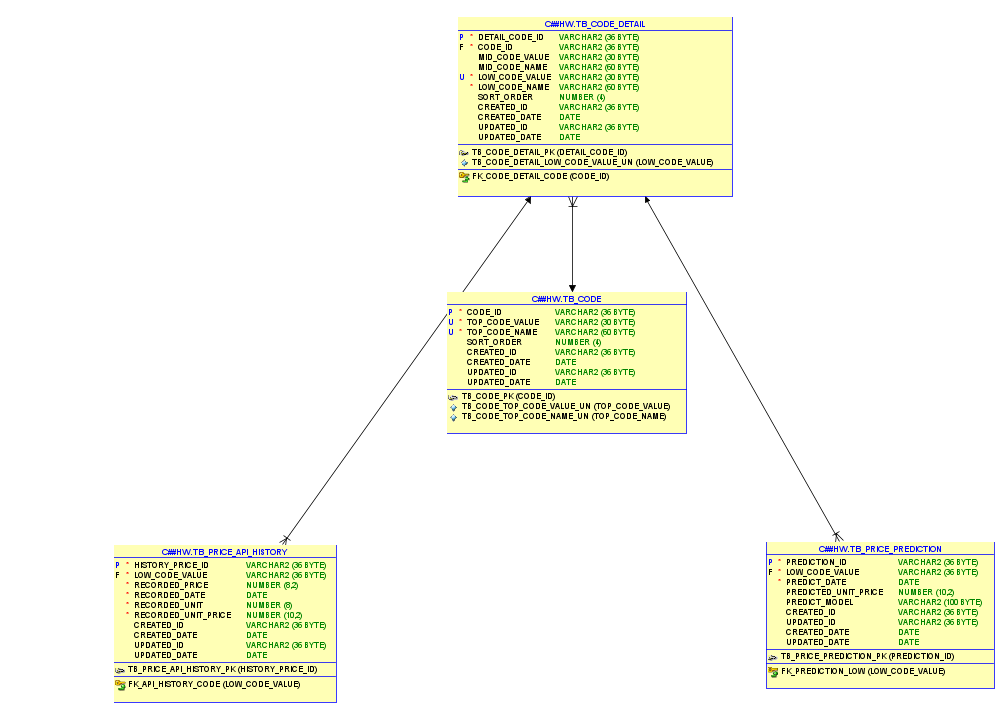 C##HW.TB_CODE_DETAIL
P * DETAIL_CODE_ID VARCHAR2 (36 BYTE)
F * CODE_ID VARCHAR2 (36 BYTE)
MID_CODE_VALUE VARCHAR2 (30 BYTE)
MID_CODE_NAME VARCHAR2 (60 BYTE)
U * LOW_CODE_VALUE VARCHAR2 (30 BYTE)
* LOW_CODE_NAME VARCHAR2 (60 BYTE)
SORT_ORDER NUMBER (4)
CREATED_ID VARCHAR2 (36 BYTE)
CREATED_DATE DATE
UPDATED_ID VARCHAR2 (36 BYTE)
UPDATED_DATE DATE
TB_CODE_DETAIL_PK (DETAIL_CODE_ID)
TB_CODE_DETAIL_LOW_CODE_VALUE_UN (LOW_CODE_VALUE)
FK_CODE_DETAIL_CODE (CODE_ID)
C##HW.TB_CODE
P * CODE_ID VARCHAR2 (36 BYTE)
U * TOP_CODE_VALUE VARCHAR2 (30 BYTE)
U * TOP_CODE_NAME VARCHAR2 (60 BYTE)
SORT_ORDER NUMBER (4)
CREATED_ID VARCHAR2 (36 BYTE)
CREATED_DATE DATE
UPDATED_ID VARCHAR2 (36 BYTE)
UPDATED_DATE DATE
TB_CODE_PK (CODE_ID)
TB_CODE_TOP_CODE_VALUE_UN (TOP_CODE_VALUE)
TB_CODE_TOP_CODE_NAME_UN (TOP_CODE_NAME)
C##HW.TB_PRICE_API_HISTORY
P * HISTORY_PRICE_ID VARCHAR2 (36 BYTE)
F * LOW_CODE_VALUE VARCHAR2 (36 BYTE)
* RECORDED_PRICE NUMBER (8,2)
* RECORDED_DATE DATE
* RECORDED_UNIT NUMBER (8)
* RECORDED_UNIT_PRICE NUMBER (10,2)
CREATED_ID VARCHAR2 (36 BYTE)
CREATED_DATE DATE
UPDATED_ID VARCHAR2 (36 BYTE)
UPDATED_DATE DATE
TB_PRICE_API_HISTORY_PK (HISTORY_PRICE_ID)
FK_API_HISTORY_CODE (LOW_CODE_VALUE)
C##HW.TB_PRICE_PREDICTION
P * PREDICTION_ID VARCHAR2 (36 BYTE)
F * LOW_CODE_VALUE VARCHAR2 (36 BYTE)
* PREDICT_DATE DATE
PREDICTED_UNIT_PRICE NUMBER (10,2)
PREDICT_MODEL VARCHAR2 (100 BYTE)
CREATED_ID VARCHAR2 (36 BYTE)
UPDATED_ID VARCHAR2 (36 BYTE)
CREATED_DATE DATE
UPDATED_DATE DATE
TB_PRICE_PREDICTION_PK (PREDICTION_ID)
FK_PREDICTION_LOW (LOW_CODE_VALUE)